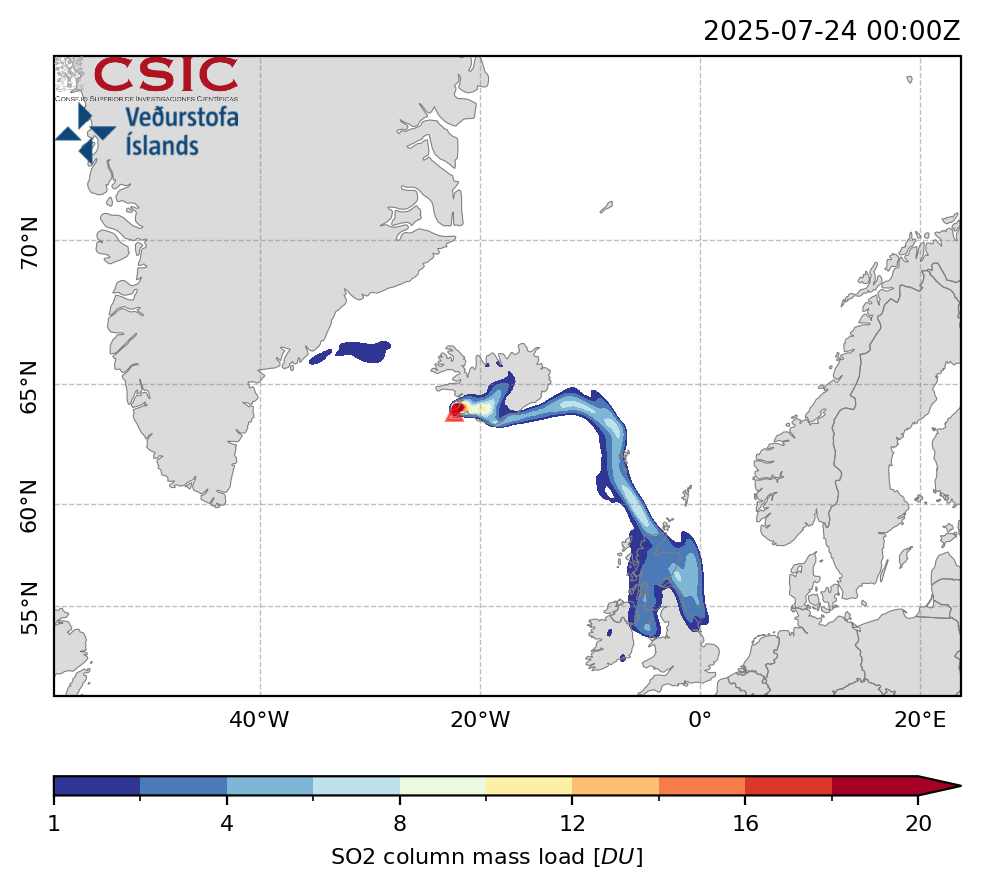 2025-07-24 00:00Z
CSIC
CONSEJO SUPERIOR DE INVESTIGACIONES CIENTÍFICAS
Veðurstofa
Íslands
70°N
65°N
60°N
55°N
40°W 20°W 0° 20°E
1 4 8 12 16 20
SO2 column mass load [DU]